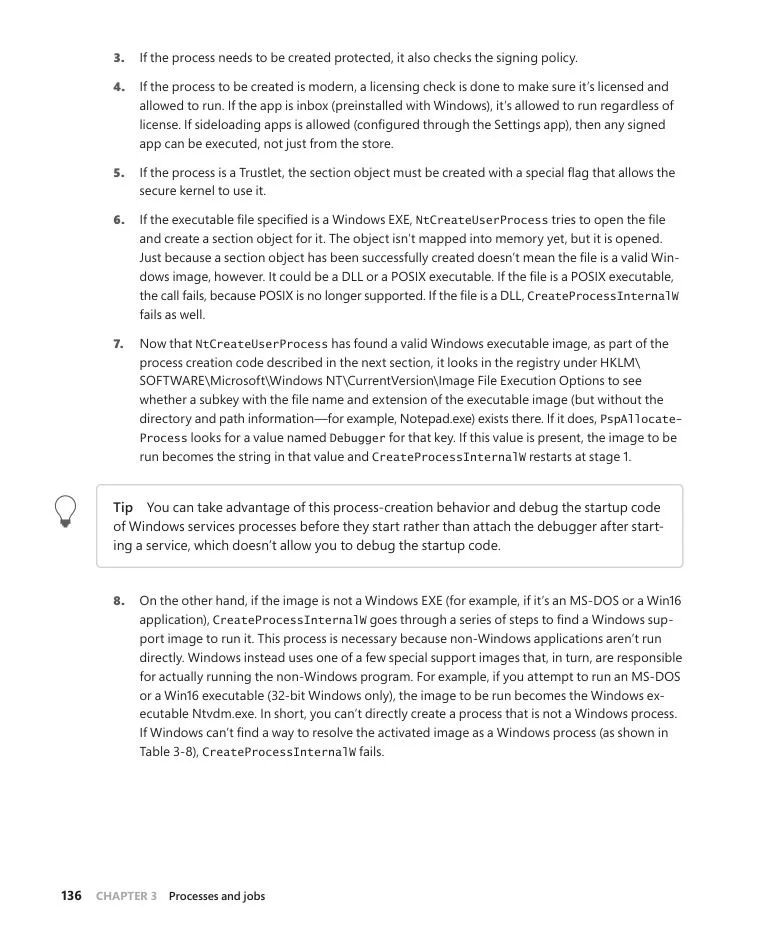 3. If the process needs to be created protected, it also checks the signing policy.
4. If the process to be created is modern, a licensing check is done to make sure it’s licensed and
allowed to run. If the app is inbox (preinstalled with Windows), it’s allowed to run regardless of
license. If sideloading apps is allowed (configured through the Settings app), then any signed
app can be executed, not just from the store.
5. If the process is a Trustlet, the section object must be created with a special flag that allows the
secure kernel to use it.
6. If the executable file specified is a Windows EXE, NtCreateUserProcess tries to open the file
and create a section object for it. The object isn’t mapped into memory yet, but it is opened.
Just because a section object has been successfully created doesn’t mean the file is a valid Win-
dows image, however. It could be a DLL or a POSIX executable. If the file is a POSIX executable,
the call fails, because POSIX is no longer supported. If the file is a DLL, CreateProcessInternalW
fails as well.
7. Now that NtCreateUserProcess has found a valid Windows executable image, as part of the
process creation code described in the next section, it looks in the registry under HKLM\
SOFTWARE\Microsoft\Windows NT\CurrentVersion\Image File Execution Options to see
whether a subkey with the file name and extension of the executable image (but without the
directory and path information—for example, Notepad.exe) exists there. If it does, PspAllocate-
Process looks for a value named Debugger for that key. If this value is present, the image to be
run becomes the string in that value and CreateProcessInternalW restarts at stage 1.
Tip You can take advantage of this process-creation behavior and debug the startup code
of Windows services processes before they start rather than attach the debugger after start-
ing a service, which doesn’t allow you to debug the startup code.
8. On the other hand, if the image is not a Windows EXE (for example, if it’s an MS-DOS or a Win16
application), CreateProcessInternalW goes through a series of steps to find a Windows sup-
port image to run it. This process is necessary because non-Windows applications aren’t run
directly. Windows instead uses one of a few special support images that, in turn, are responsible
for actually running the non-Windows program. For example, if you attempt to run an MS-DOS
or a Win16 executable (32-bit Windows only), the image to be run becomes the Windows ex-
ecutable Ntvdm.exe. In short, you can’t directly create a process that is not a Windows process.
If Windows can’t find a way to resolve the activated image as a Windows process (as shown in
Table 3-8), CreateProcessInternalW fails.
136 CHAPTER 3 Processes and jobs